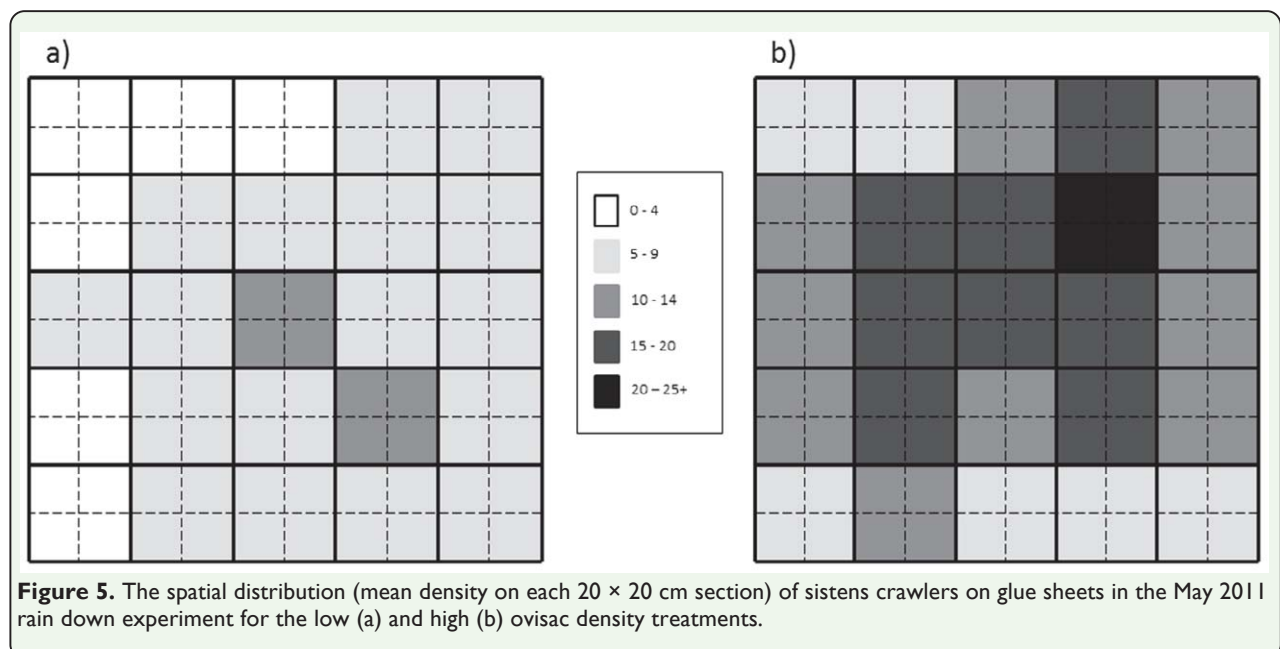 a)
b)
0 - 4
5 - 9
10 - 14
15 - 20
20 – 25+
Figure 5. The spatial distribution (mean density on each 20 × 20 cm section) of sistens crawlers on glue sheets in the May 2011
rain down experiment for the low (a) and high (b) ovisac density treatments.